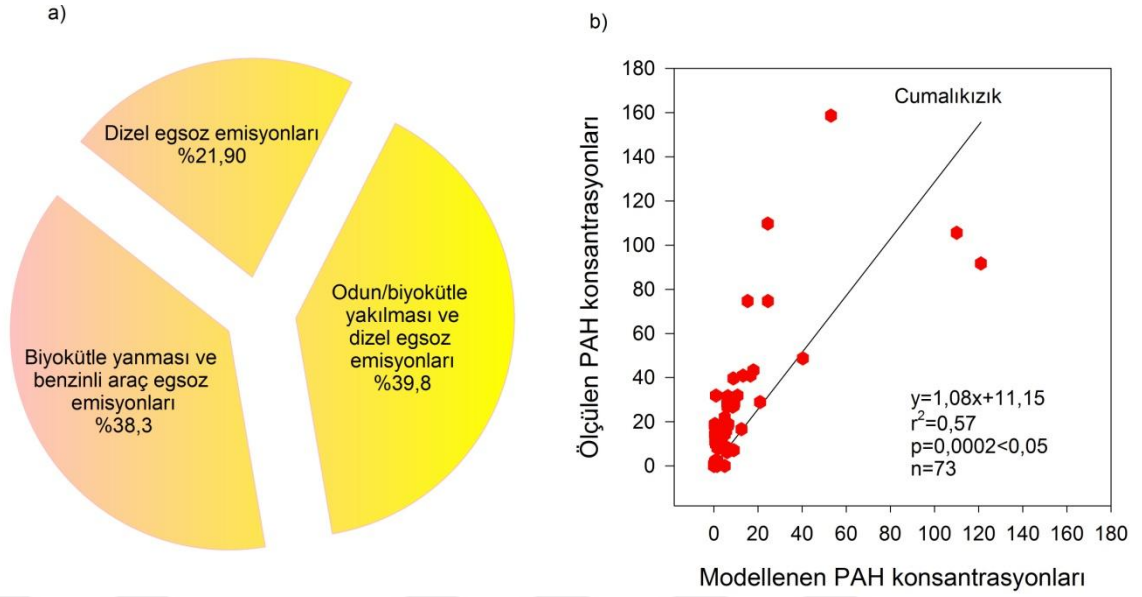 a)
Dizel egsoz emisyonları
%21,90
Odun/biyokütle
yakılması ve
dizel egsoz
emisyonları
%39,8
Biyokütle yanması ve
benzinli araç egsoz
emisyonları
%38,3
b)
Ölçülen PAH konsantrasyonları
180
160
140
120
100
80
60
40
20
0
Cumalıkızık
y=1,08x+11,15
r²=0,57
p=0,0002<0,05
n=73
0 20 40 60 80 100 120 140 160 180
Modellenen PAH konsantrasyonları